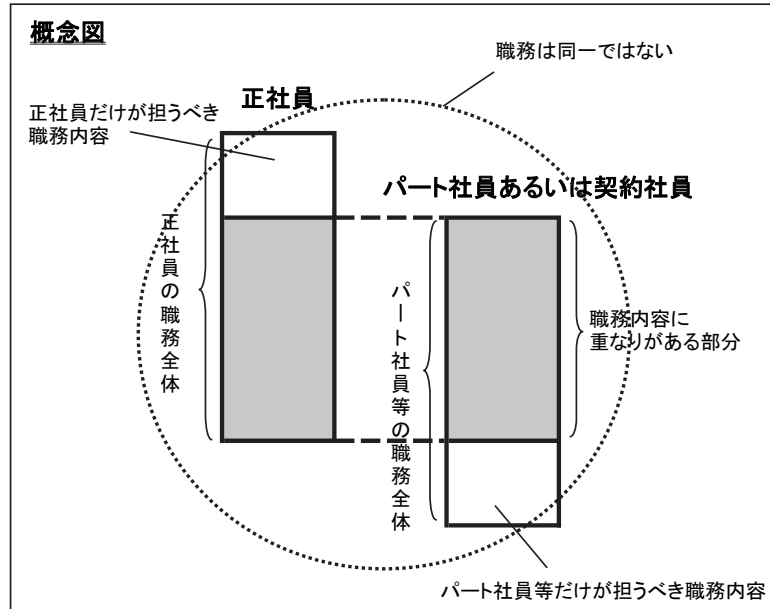 概念図
職務は同一ではない
正社員だけが担うべき
職務内容
正社員
パート社員あるいは契約社員
正社員の職務全体
パート社員等の職務全体
職務内容に
重なりがある部分
パート社員等だけが担うべき職務内容